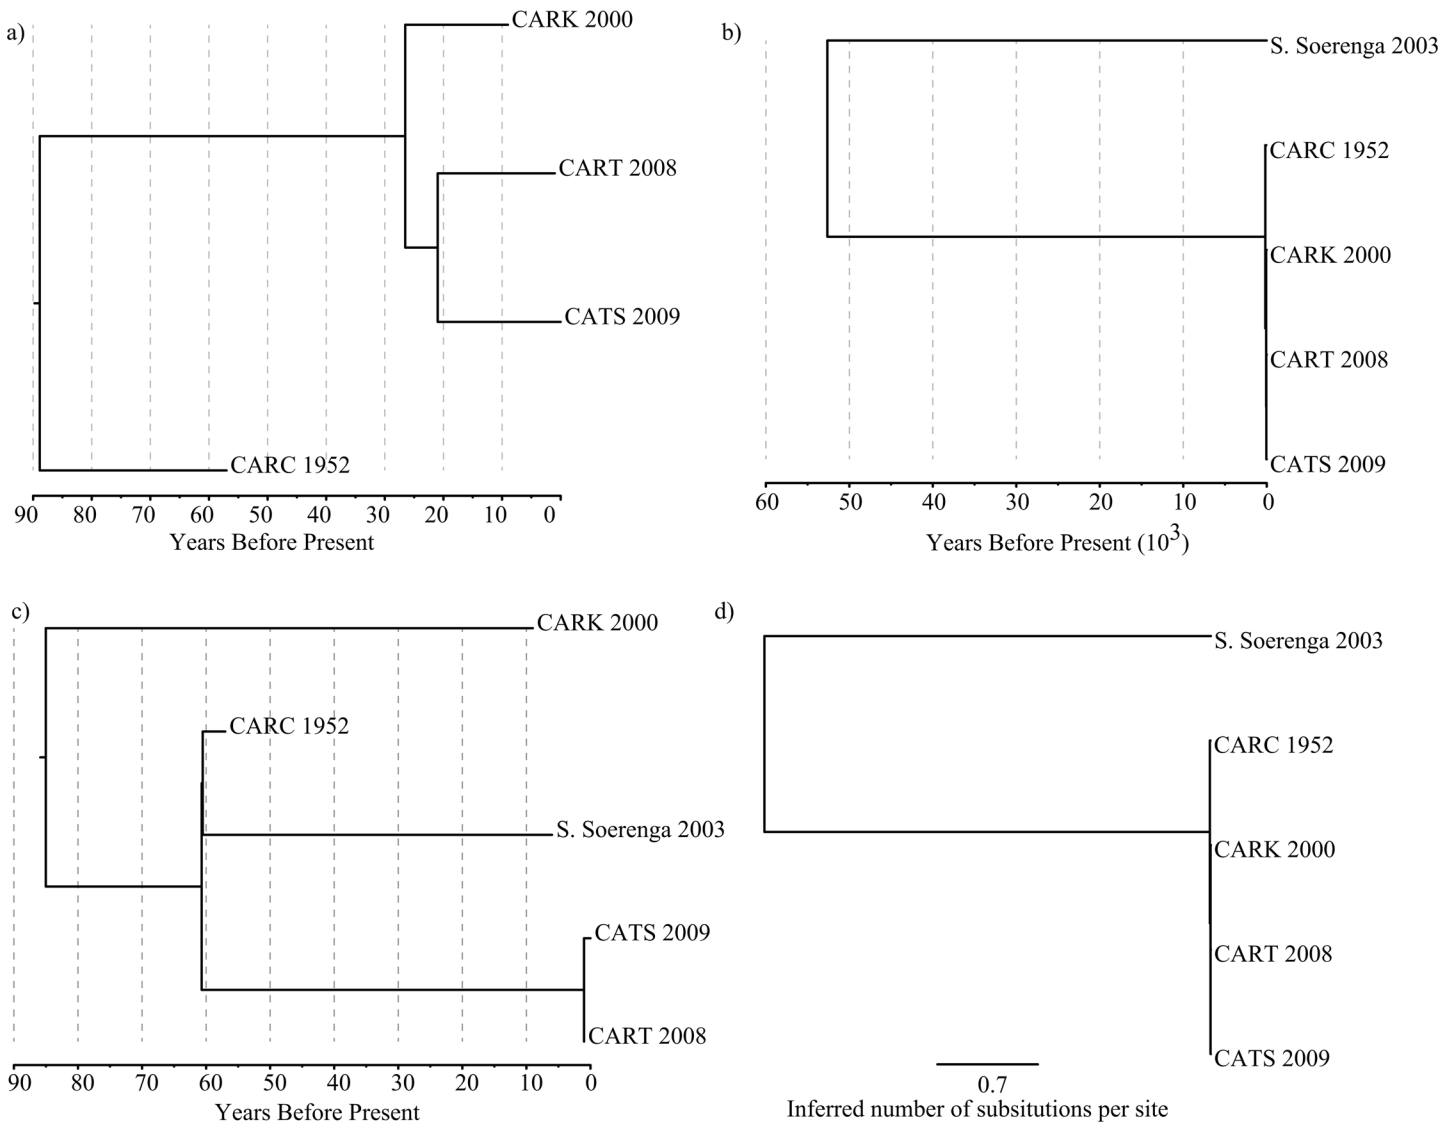 a)
CARK 2000
CART 2008
CATS 2009
CARC 1952
90 80 70 60 50 40 30 20 10 0
Years Before Present
b)
S. Soerenga 2003
CARC 1952
CARK 2000
CART 2008
CATS 2009
60 50 40 30 20 10 0
Years Before Present (10³)
c)
CARK 2000
CARC 1952
S. Soerenga 2003
CATS 2009
CART 2008
90 80 70 60 50 40 30 20 10 0
Years Before Present
d)
S. Soerenga 2003
CARC 1952
CARK 2000
CART 2008
CATS 2009
0.7
Inferred number of subsitutions per site